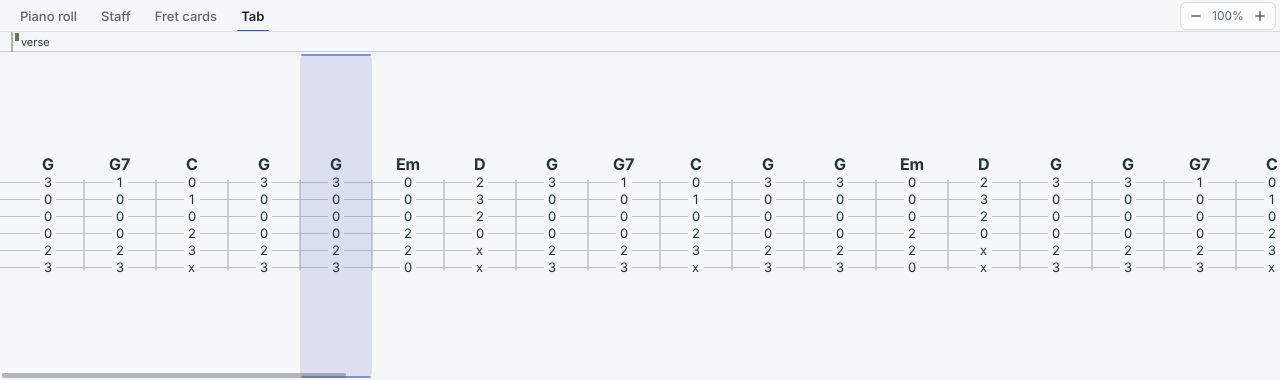 Piano roll Staff Fret cards Tab − 100% +
verse
G G7 C G G Em D G G7 C G G Em D G G G7 C
3 1 0 3 3 0 2 3 1 0 3 3 0 2 3 3 1 0
0 0 1 0 0 0 3 0 0 1 0 0 0 3 0 0 0 1
0 0 0 0 0 0 2 0 0 0 0 0 0 2 0 0 0 0
0 0 2 0 0 2 0 0 0 2 0 0 2 0 0 0 0 2
2 2 3 2 2 2 x 2 2 3 2 2 2 x 2 2 2 3
3 3 x 3 3 0 x 3 3 x 3 3 0 x 3 3 3 x